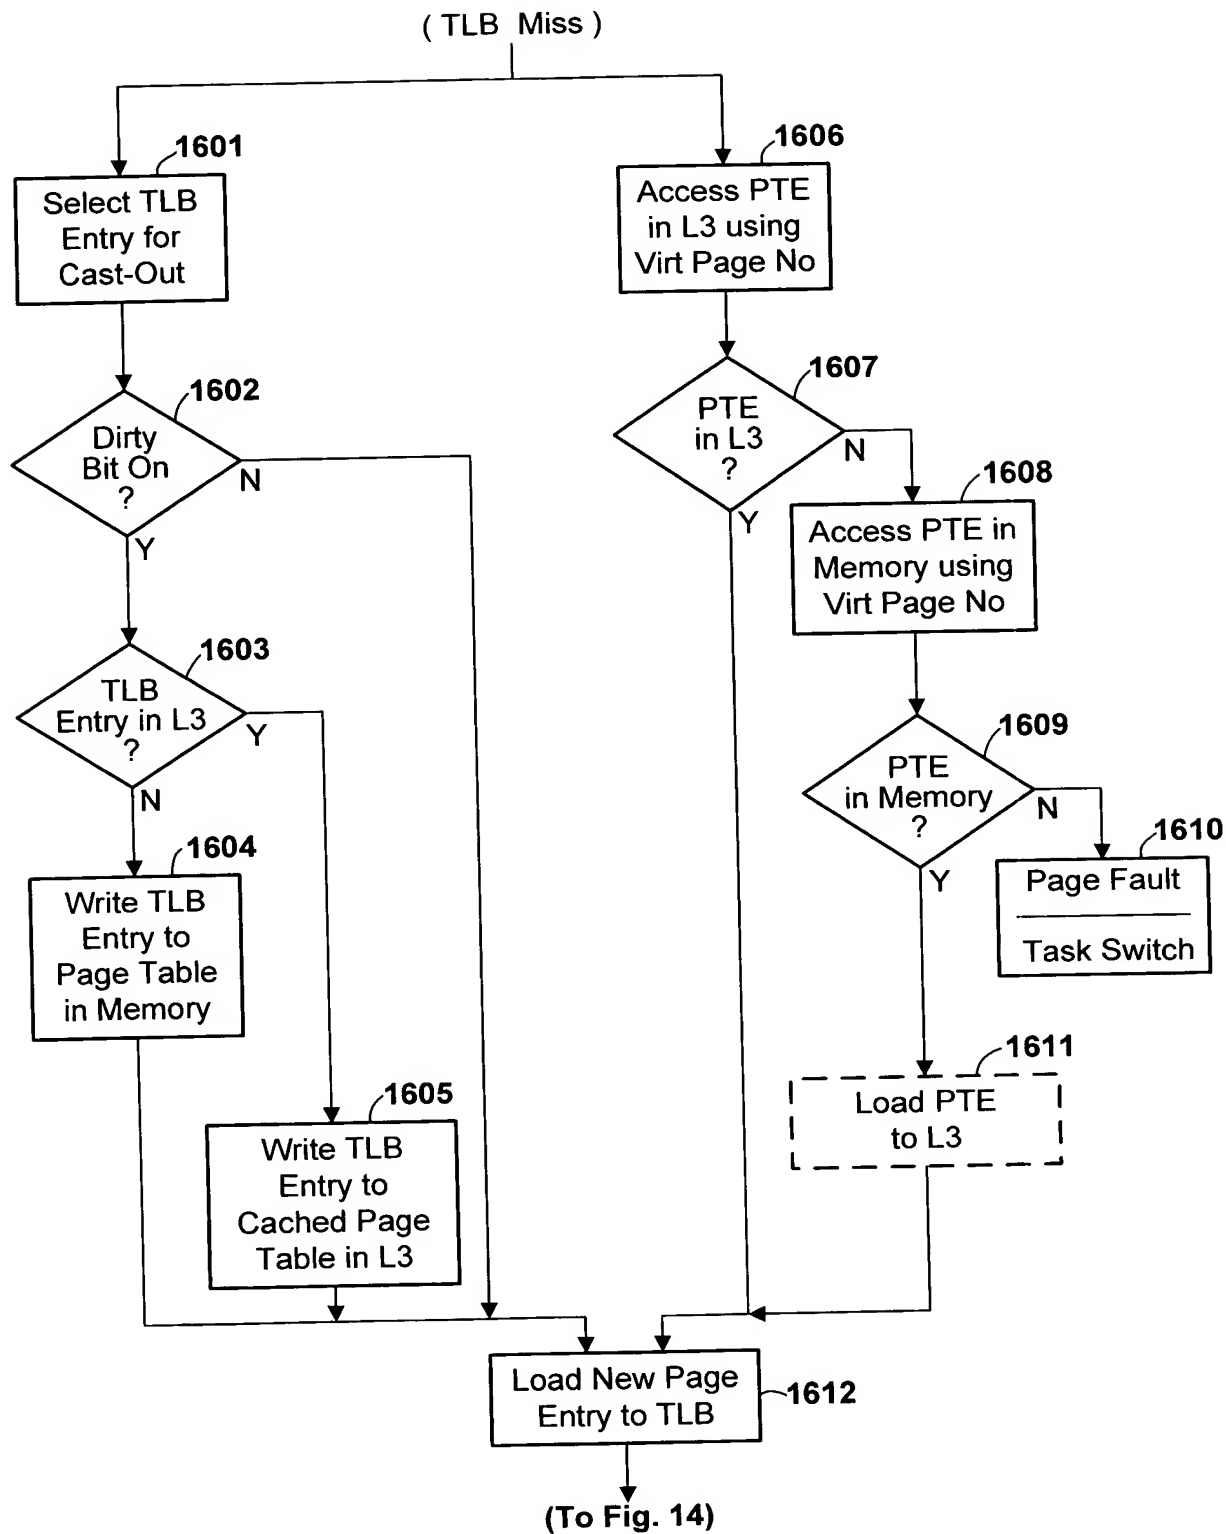 ( TLB Miss )
1601
Select TLB
Entry for
Cast-Out
1602
Dirty
Bit On
?
N
Y
1603
TLB
Entry in L3
?
Y
N
1604
Write TLB
Entry to
Page Table
in Memory
1605
Write TLB
Entry to
Cached Page
Table in L3
1606
Access PTE
in L3 using
Virt Page No
1607
PTE
in L3
?
N
Y
1608
Access PTE in
Memory using
Virt Page No
1609
PTE
in Memory
?
N
Y
1610
Page Fault
Task Switch
1611
Load PTE
to L3
Load New Page
Entry to TLB
1612
(To Fig. 14)